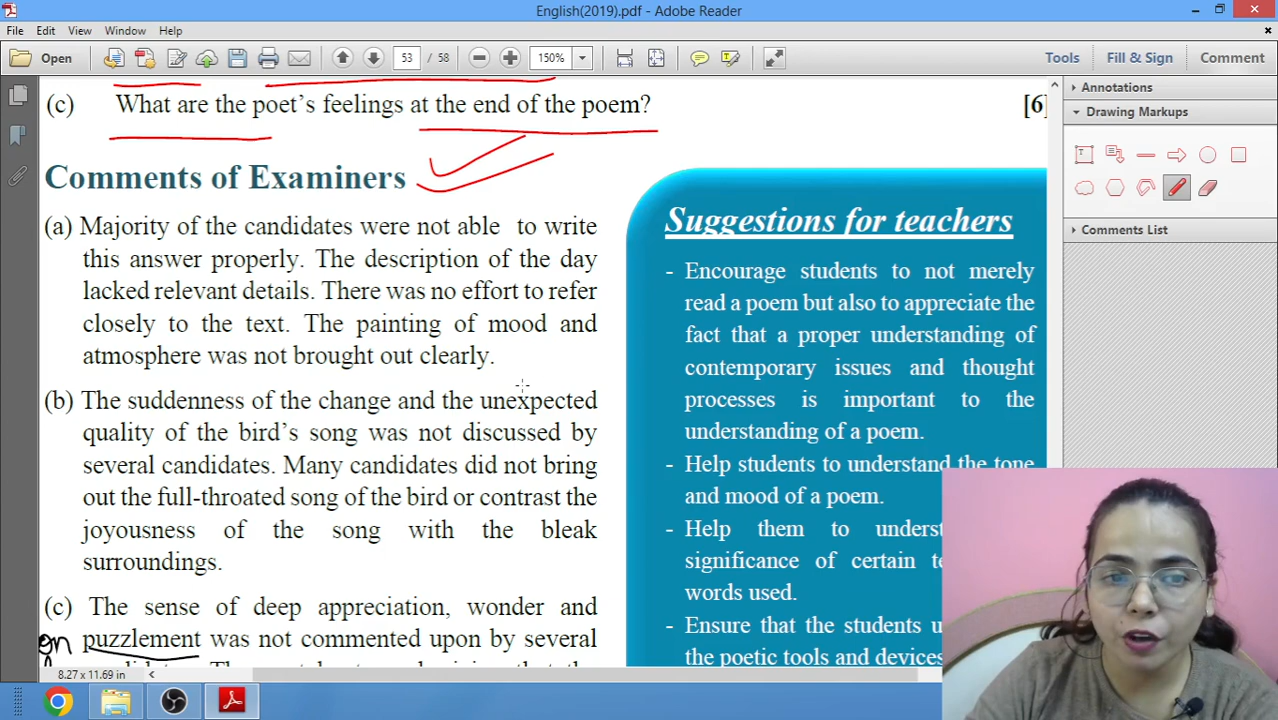 English(2019).pdf - Adobe Reader
File Edit View Window Help
Open 53 / 58 150% Tools Fill & Sign Comment
(c) What are the poet's feelings at the end of the poem? [6]
Comments of Examiners
(a) Majority of the candidates were not able to write
this answer properly. The description of the day
lacked relevant details. There was no effort to refer
closely to the text. The painting of mood and
atmosphere was not brought out clearly.
(b) The suddenness of the change and the unexpected
quality of the bird's song was not discussed by
several candidates. Many candidates did not bring
out the full-throated song of the bird or contrast the
joyousness of the song with the bleak
surroundings.
(c) The sense of deep appreciation, wonder and
puzzlement was not commented upon by several
Suggestions for teachers
- Encourage students to not merely
read a poem but also to appreciate the
fact that a proper understanding of
contemporary issues and thought
processes is important to the
understanding of a poem.
- Help students to understand the tone
and mood of a poem.
- Help them to
significance of certain
words used.
- Ensure that the students
the poetic tools and devices
Annotations
Drawing Markups
Comments List
8.27 x 11.69 in